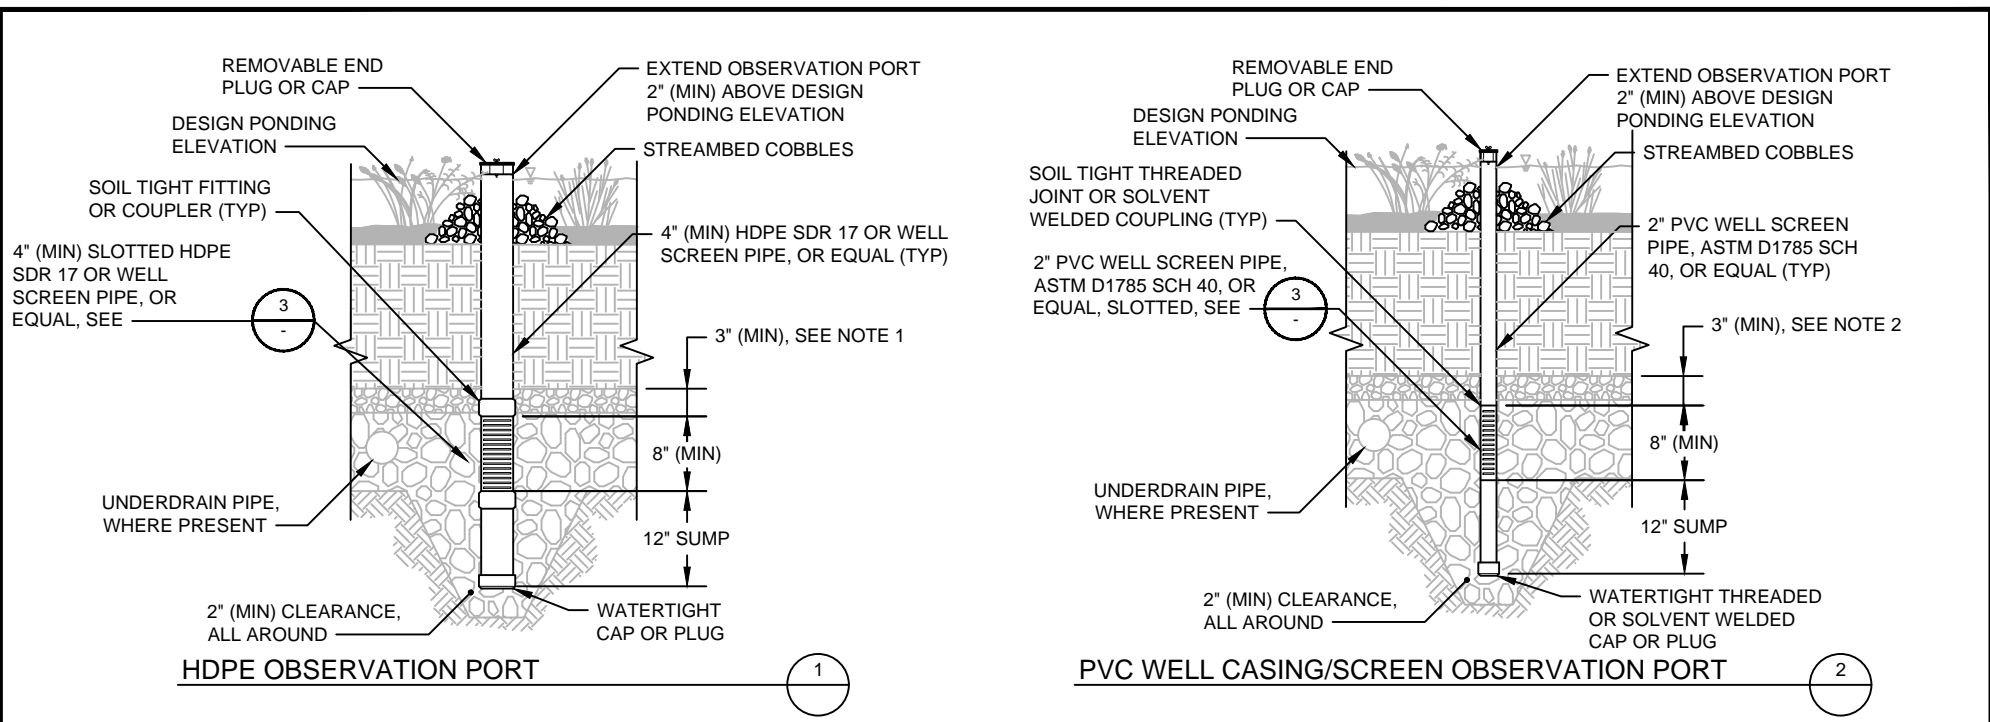 REMOVABLE END
PLUG OR CAP
EXTEND OBSERVATION PORT
2" (MIN) ABOVE DESIGN
PONDING ELEVATION
DESIGN PONDING
ELEVATION
STREAMBED COBBLES
SOIL TIGHT FITTING
OR COUPLER (TYP)
4" (MIN) HDPE SDR 17 OR WELL
SCREEN PIPE, OR EQUAL (TYP)
4" (MIN) SLOTTED HDPE
SDR 17 OR WELL
SCREEN PIPE, OR
EQUAL, SEE
3
-
3" (MIN), SEE NOTE 1
8" (MIN)
UNDERDRAIN PIPE,
WHERE PRESENT
12" SUMP
2" (MIN) CLEARANCE,
ALL AROUND
WATERTIGHT
CAP OR PLUG
HDPE OBSERVATION PORT
1
REMOVABLE END
PLUG OR CAP
EXTEND OBSERVATION PORT
2" (MIN) ABOVE DESIGN
PONDING ELEVATION
DESIGN PONDING
ELEVATION
STREAMBED COBBLES
SOIL TIGHT THREADED
JOINT OR SOLVENT
WELDED COUPLING (TYP)
2" PVC WELL SCREEN
PIPE, ASTM D1785 SCH
40, OR EQUAL (TYP)
2" PVC WELL SCREEN PIPE,
ASTM D1785 SCH 40, OR
EQUAL, SLOTTED, SEE
3
-
3" (MIN), SEE NOTE 2
8" (MIN)
UNDERDRAIN PIPE,
WHERE PRESENT
12" SUMP
2" (MIN) CLEARANCE,
ALL AROUND
WATERTIGHT THREADED
OR SOLVENT WELDED
CAP OR PLUG
PVC WELL CASING/SCREEN OBSERVATION PORT
2